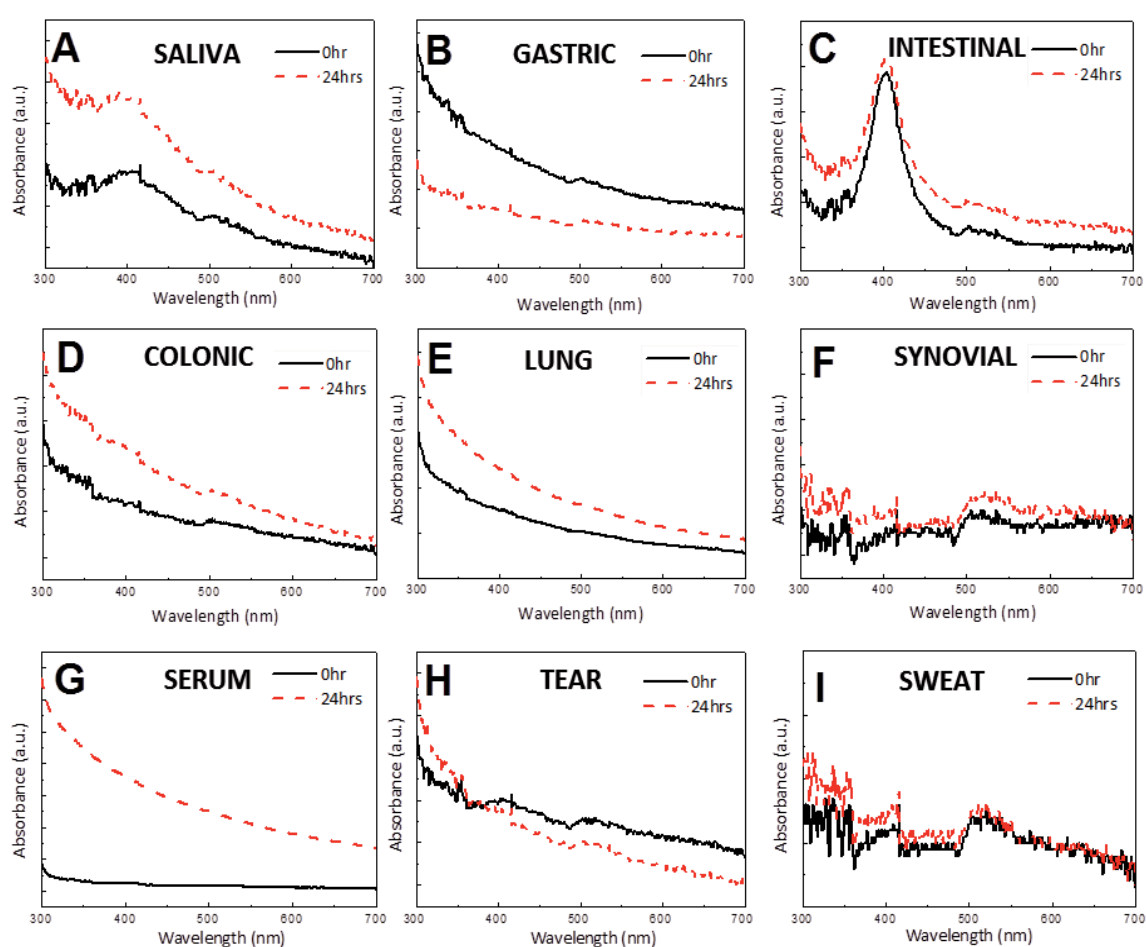 A SALIVA
0hr
24hrs
Absorbance (a.u.)
300 400 500 600 700
Wavelength (nm)
B GASTRIC
0hr
24hrs
Absorbance (a.u.)
300 400 500 600 700
Wavelength (nm)
C INTESTINAL
0hr
24hrs
Absorbance (a.u.)
300 400 500 600 700
Wavelength (nm)
D COLONIC
0hr
24hrs
Absorbance (a.u.)
300 400 500 600 700
Wavelength (nm)
E LUNG
0hr
24hrs
Absorbance (a.u.)
300 400 500 600 700
Wavelength (nm)
F SYNOVIAL
0hr
24hrs
Absorbance (a.u.)
300 400 500 600 700
Wavelength (nm)
G SERUM
0hr
24hrs
Absorbance (a.u.)
300 400 500 600 700
Wavelength (nm)
H TEAR
0hr
24hrs
Absorbance (a.u.)
300 400 500 600 700
Wavelength (nm)
I SWEAT
0hr
24hrs
Absorbance (a.u.)
300 400 500 600 700
Wavelength (nm)